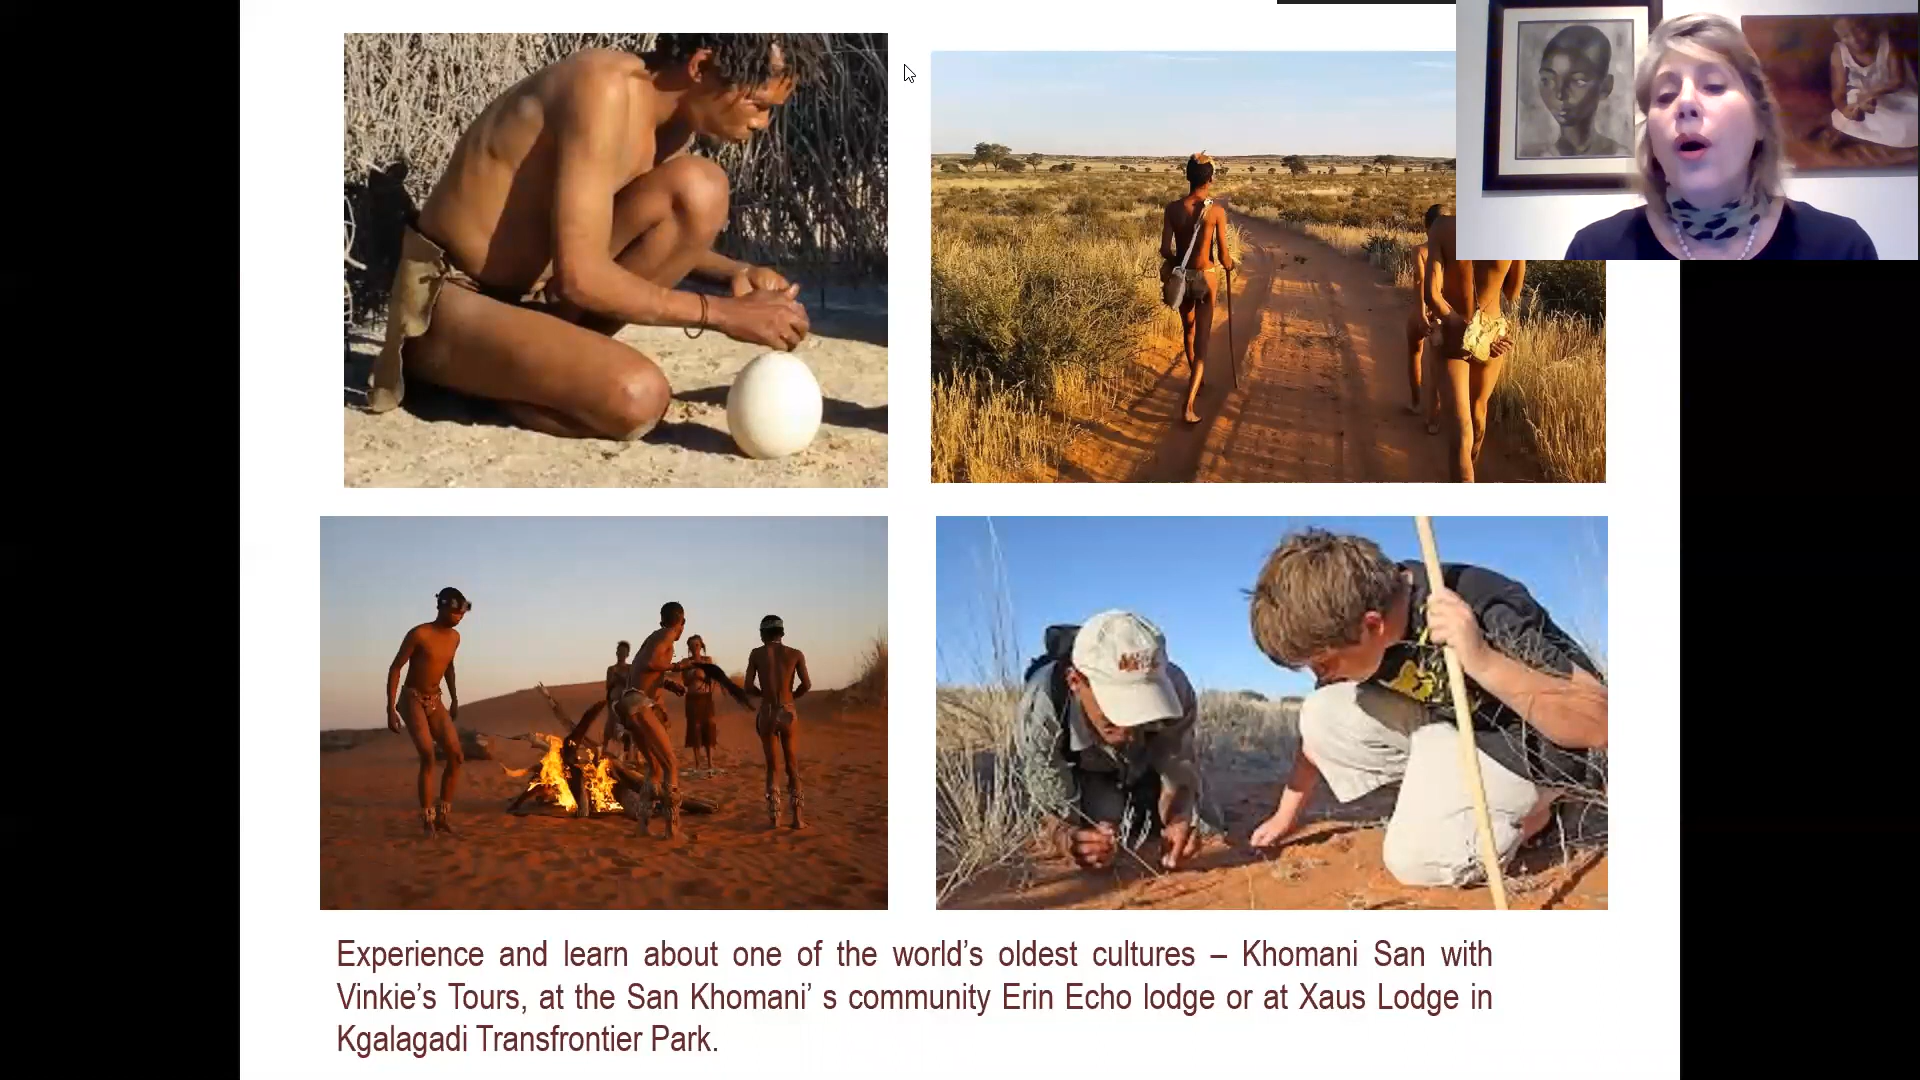 Experience and learn about one of the world’s oldest cultures – Khomani San with
Vinkie’s Tours, at the San Khomani’ s community Erin Echo lodge or at Xaus Lodge in
Kgalagadi Transfrontier Park.